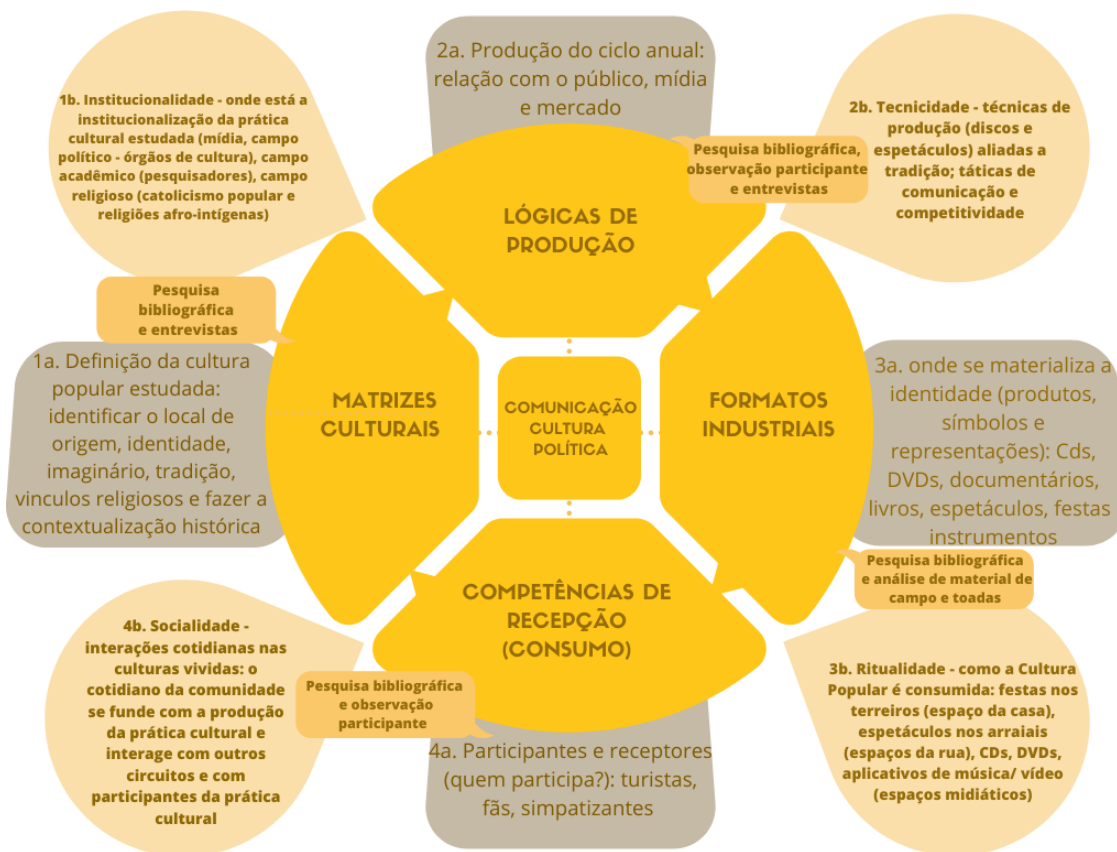 2a. Produção do ciclo anual:
relação com o público, mídia
e mercado
1b. Institucionalidade - onde está a
institucionalização da prática
cultural estudada (mídia, campo
político - órgãos de cultura), campo
acadêmico (pesquisadores), campo
religioso (catolicismo popular e
religiões afro-intígenas)
2b. Tecnicidade - técnicas de
produção (discos e
espetáculos) aliadas a
tradição; táticas de
comunicação e
competitividade
Pesquisa bibliográfica,
observação participante
e entrevistas
LÓGICAS DE
PRODUÇÃO
Pesquisa
bibliográfica
e entrevistas
1a. Definição da cultura
popular estudada:
identificar o local de
origem, identidade,
imaginário, tradição,
vinculos religiosos e fazer a
contextualização histórica
MATRIZES
CULTURAIS
COMUNICAÇÃO
CULTURA
POLÍTICA
FORMATOS
INDUSTRIAIS
3a. onde se materializa a
identidade (produtos,
símbolos e
representações): Cds,
DVDs, documentários,
livros, espetáculos, festas
instrumentos
Pesquisa bibliográfica
e análise de material de
campo e toadas
COMPETÊNCIAS DE
RECEPÇÃO
(CONSUMO)
4b. Socialidade -
interações cotidianas nas
culturas vividas: o
cotidiano da comunidade
se funde com a produção
da prática cultural e
interage com outros
circuitos e com
participantes da prática
cultural
Pesquisa bibliográfica
e observação
participante
4a. Participantes e receptores
(quem participa?): turistas,
fãs, simpatizantes
3b. Ritualidade - como a Cultura
Popular é consumida: festas nos
terreiros (espaço da casa),
espetáculos nos arraiais
(espaços da rua), CDs, DVDs,
aplicativos de música/ vídeo
(espaços midiáticos)